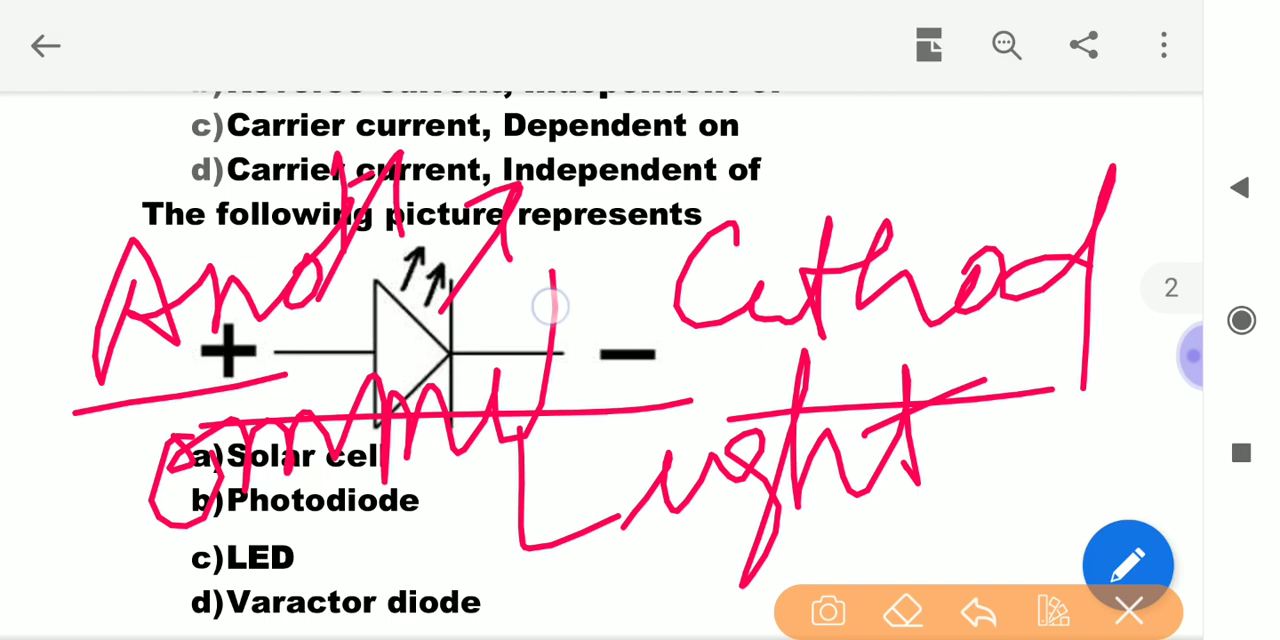 c) Carrier current, Dependent on
d) Carrier current, Independent of
The following picture represents
+ −
Cathod
Light
a) Solar cell
b) Photodiode
c) LED
d) Varactor diode
2